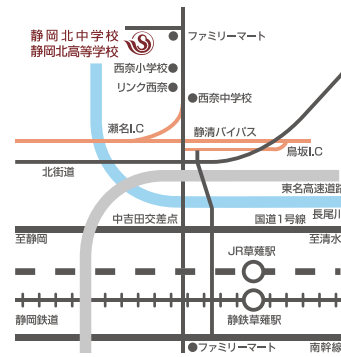 静岡北中学校
静岡北高等学校
ファミリーマート
西奈小学校
リンク西奈
西奈中学校
瀬名I.C
静清バイパス
鳥坂I.C
北街道
東名高速道路
中吉田交差点
国道1号線
長尾川
至静岡
至清水
JR草薙駅
静岡鉄道
静鉄草薙駅
ファミリーマート
南幹線